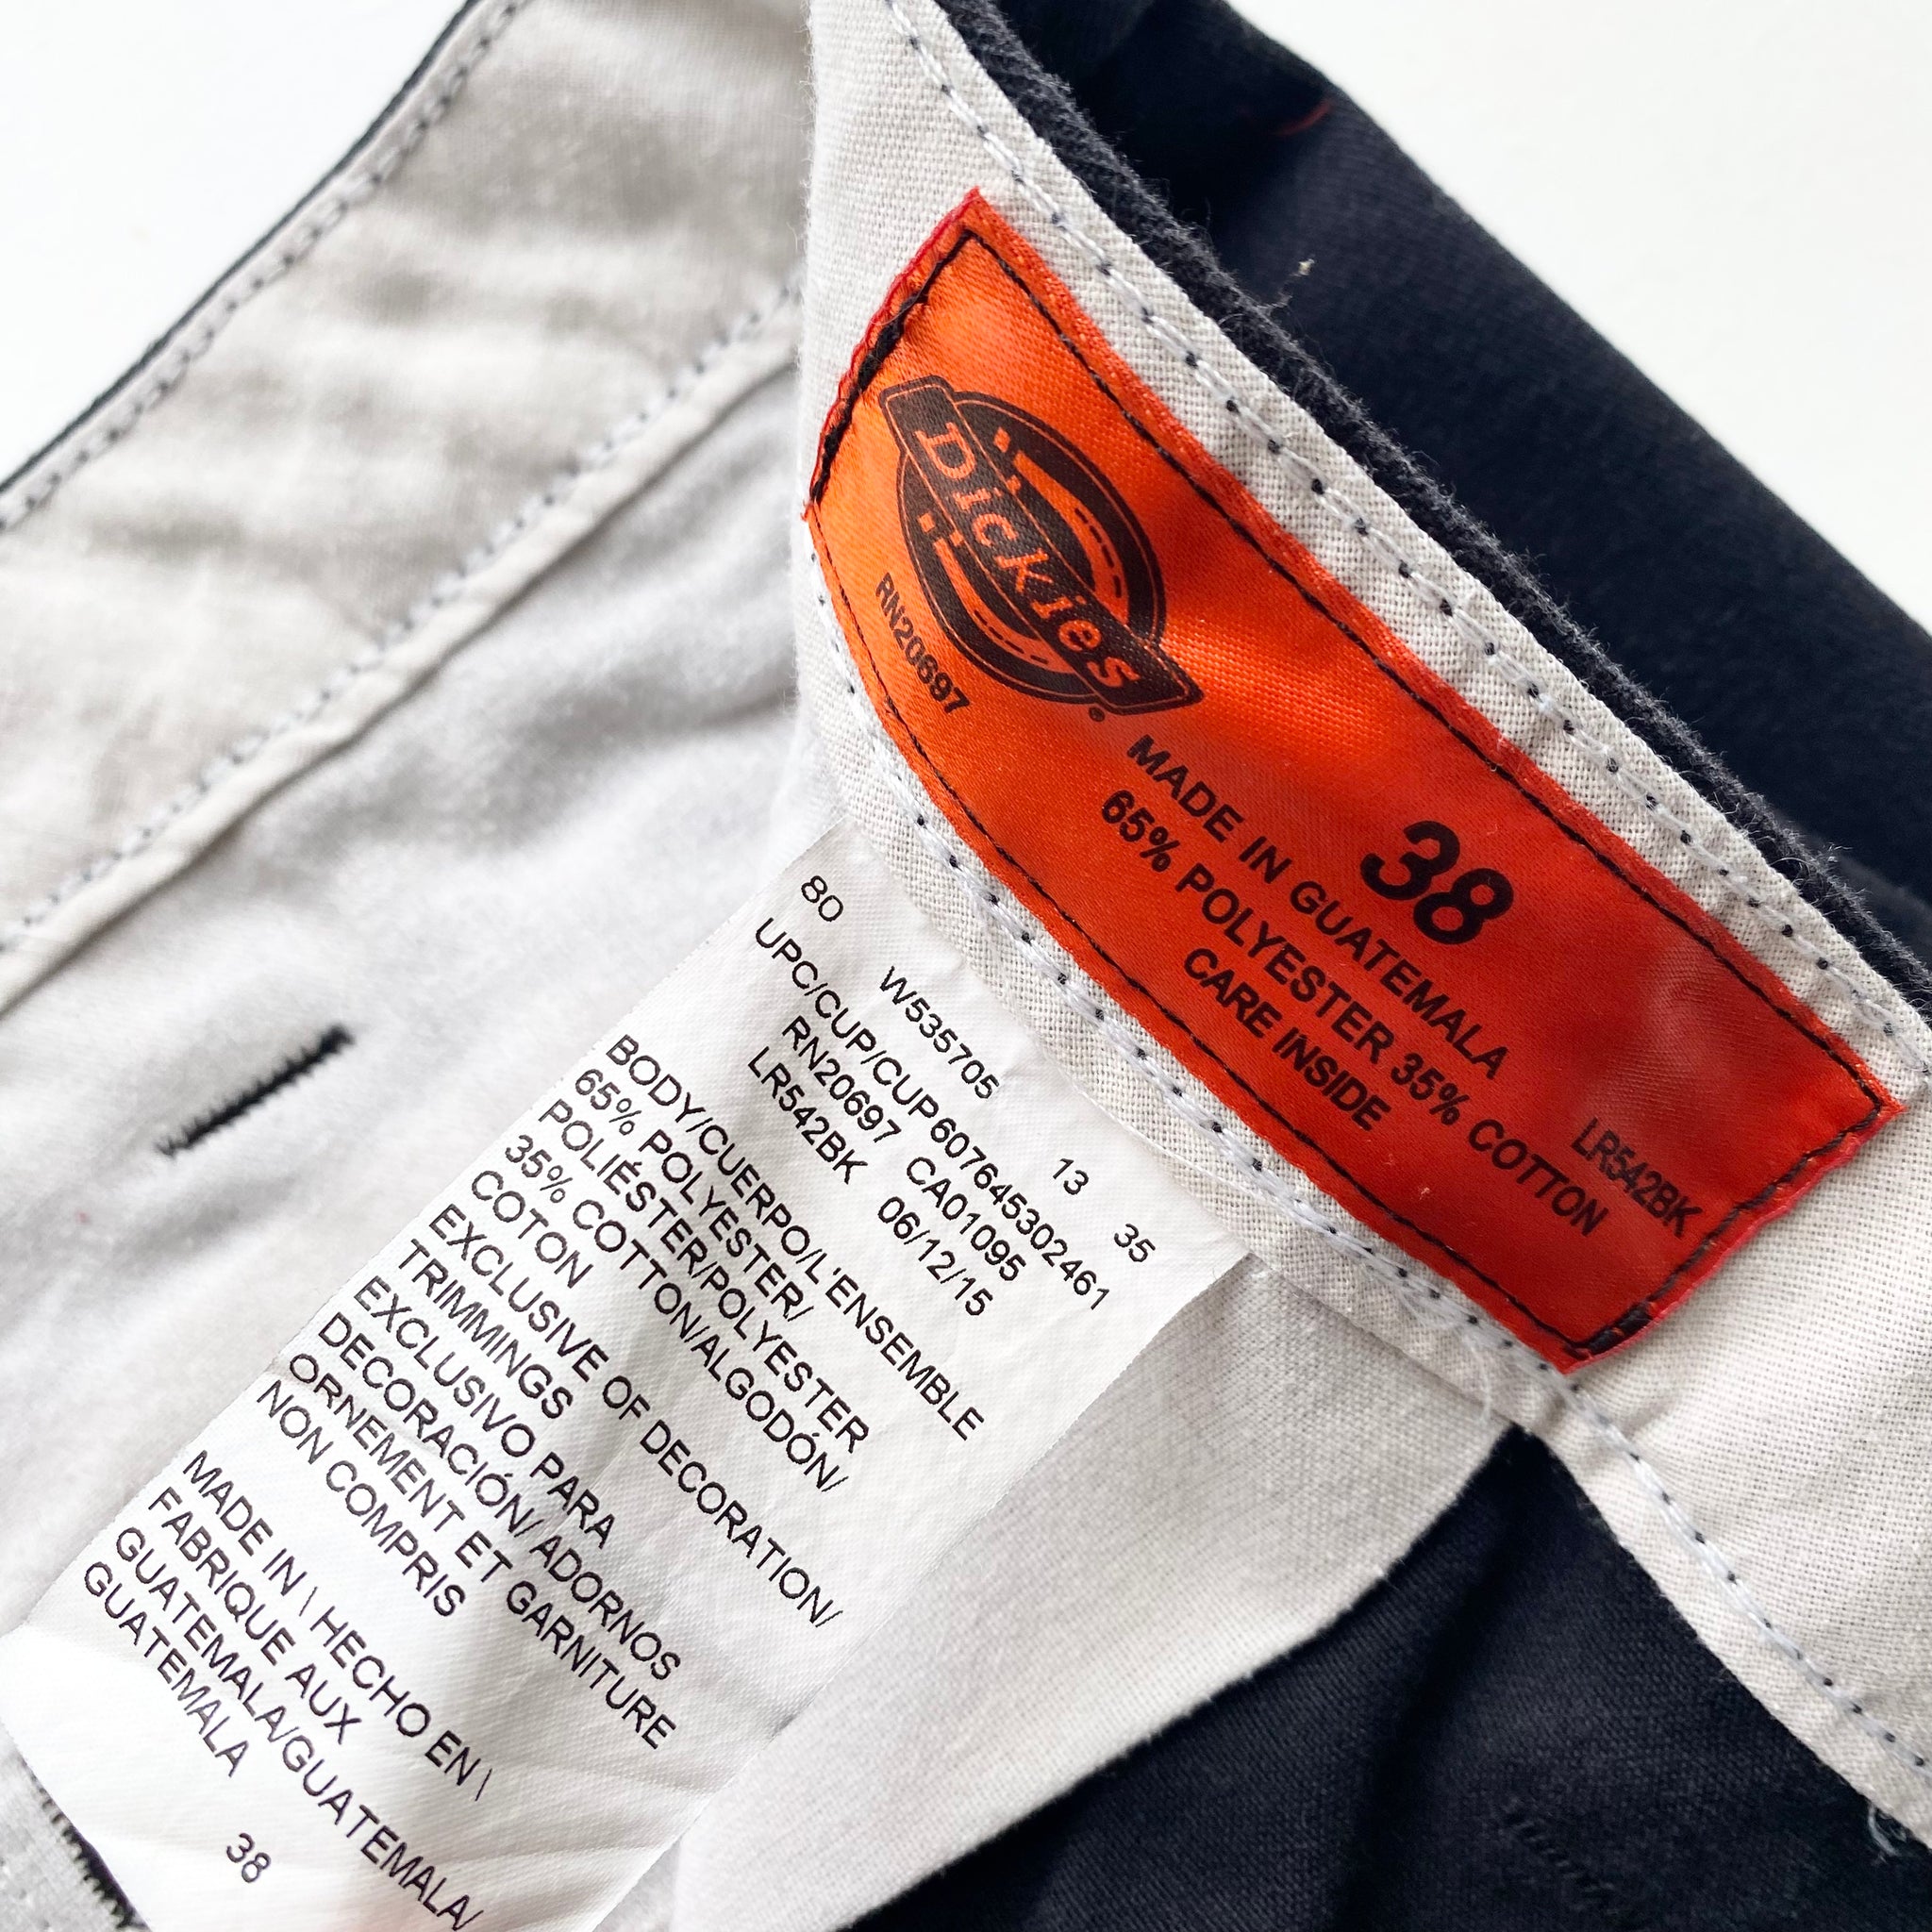 Dickies
RN20697
38
MADE IN GUATEMALA
65% POLYESTER 35% COTTON
CARE INSIDE
LR542BK
80 W535705 13 35
UPC/CUP/CUP 607645302461
RN20697 CA01095
LR542BK 06/12/15
BODY/CUERPO/L'ENSEMBLE
65% POLYESTER/
POLIÉSTER/POLYESTER
35% COTTON/ALGODÓN/
COTON
EXCLUSIVE OF DECORATION/
TRIMMINGS
EXCLUSIVO PARA
DECORACIÓN/ ADORNOS
ORNEMENT ET GARNITURE
NON COMPRIS
MADE IN \ HECHO EN \
FABRIQUE AUX
GUATEMALA/GUATEMALA/
GUATEMALA
38